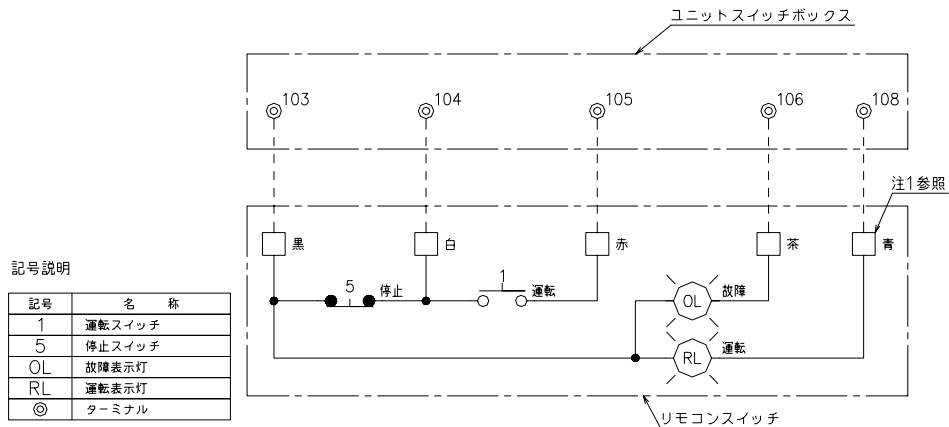 ユニットスイッチボックス
103
104
105
106
108
注1参照
黒
白
赤
茶
青
5
停止
1
運転
OL
故障
RL
運転
リモコンスイッチ
記号説明
記号 名 称
1 運転スイッチ
5 停止スイッチ
OL 故障表示灯
RL 運転表示灯
◎ ターミナル